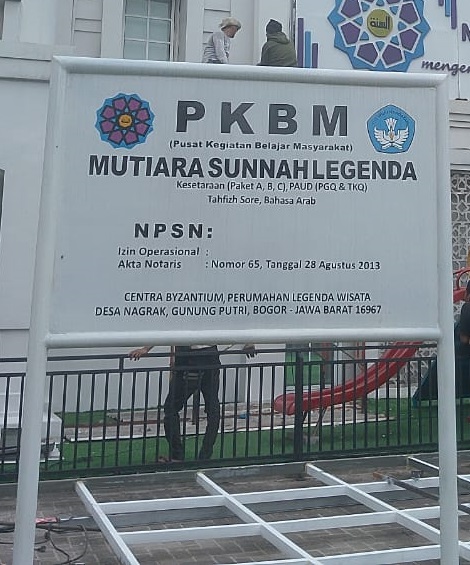 N
menge
PKBM
(Pusat Kegiatan Belajar Masyarakat)
MUTIARA SUNNAH LEGENDA
Kesetaraan (Paket A, B, C), PAUD (PGQ & TKQ)
Tahfizh Sore, Bahasa Arab
NPSN:
Izin Operasional :
Akta Notaris : Nomor 65, Tanggal 28 Agustus 2013
CENTRA BYZANTIUM, PERUMAHAN LEGENDA WISATA
DESA NAGRAK, GUNUNG PUTRI, BOGOR - JAWA BARAT 16967